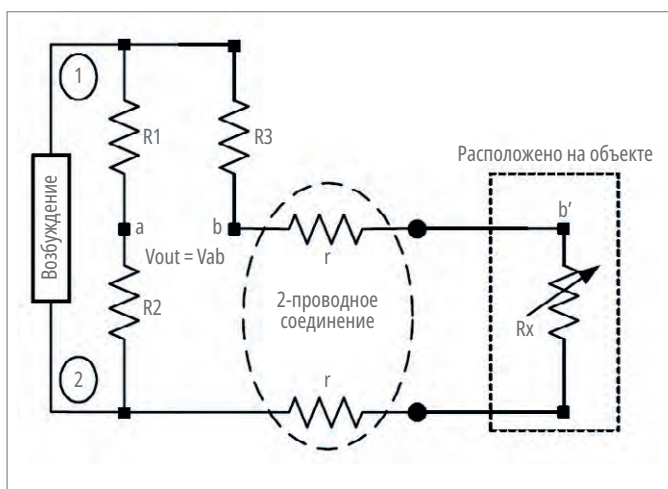 1
R1
R3
Расположено на объекте
Возбуждение
a
b
b'
Vout = Vab
r
2-проводное
соединение
R2
Rx
2
r